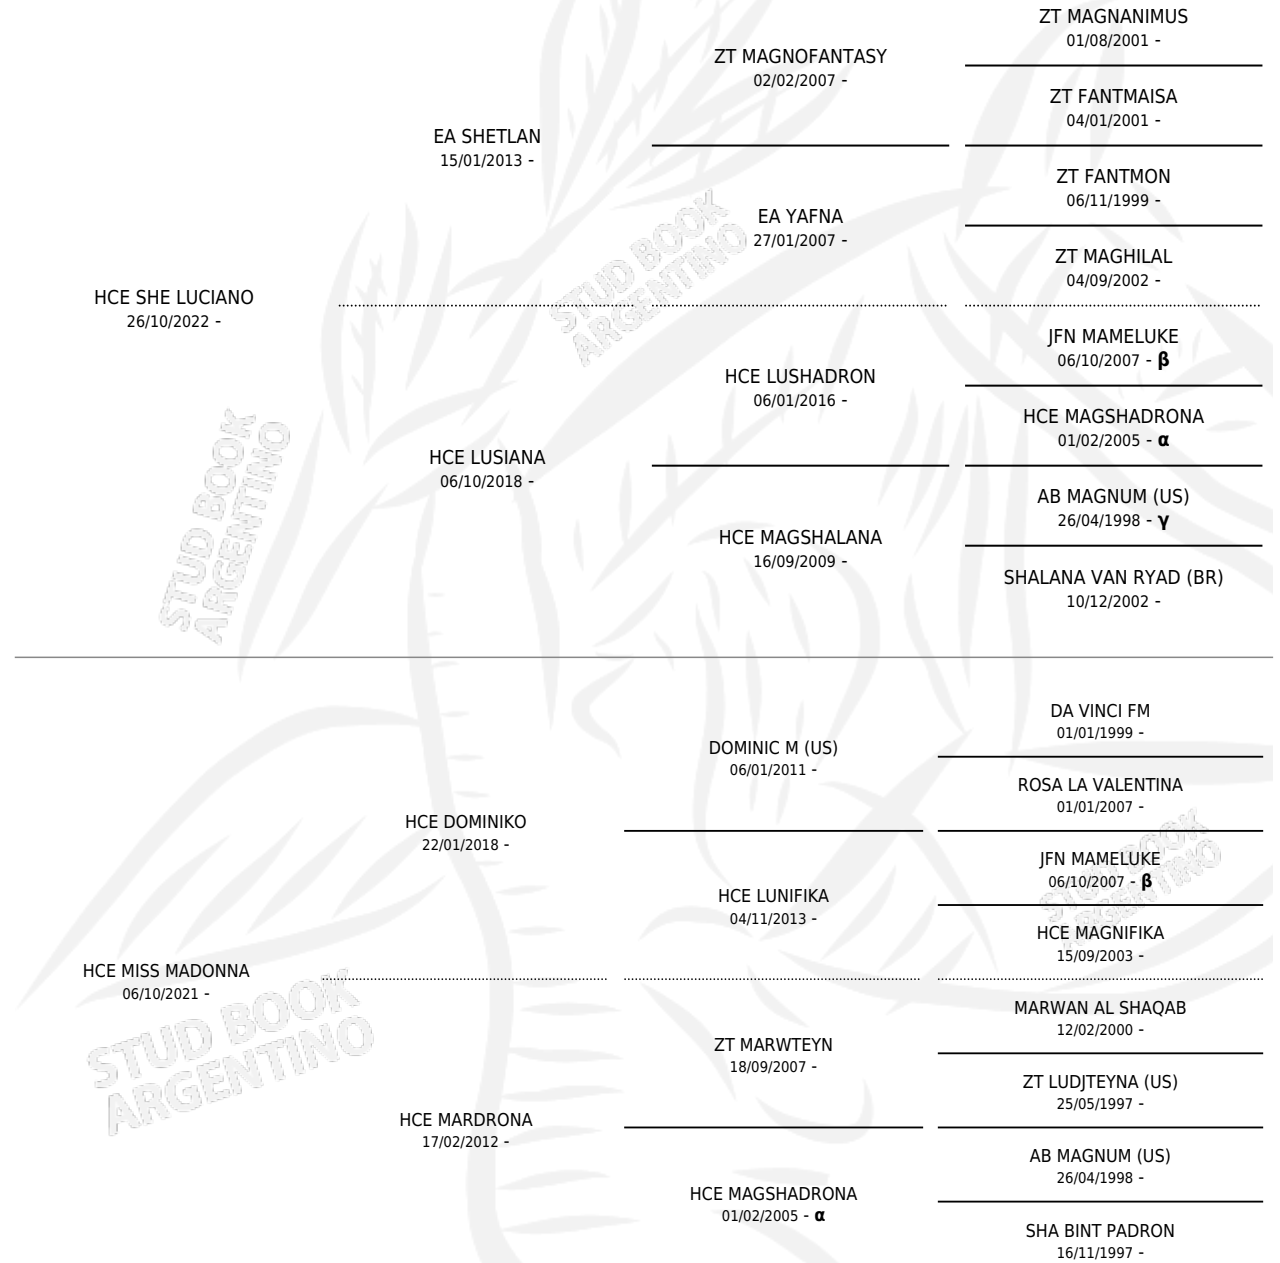 ZT MAGNANIMUS
01/08/2001 -
ZT MAGNOFANTASY
02/02/2007 -
ZT FANTMAISA
04/01/2001 -
EA SHETLAN
15/01/2013 -
ZT FANTMON
06/11/1999 -
EA YAFNA
27/01/2007 -
ZT MAGHILAL
04/09/2002 -
HCE SHE LUCIANO
26/10/2022 -
JFN MAMELUKE
06/10/2007 - β
HCE LUSHADRON
06/01/2016 -
HCE MAGSHADRONA
01/02/2005 - α
HCE LUSIANA
06/10/2018 -
AB MAGNUM (US)
26/04/1998 - γ
HCE MAGSHALANA
16/09/2009 -
SHALANA VAN RYAD (BR)
10/12/2002 -
STUD BOOK
ARGENTINO
STUD BOOK
ARGENTINO
DA VINCI FM
01/01/1999 -
DOMINIC M (US)
06/01/2011 -
ROSA LA VALENTINA
01/01/2007 -
HCE DOMINIKO
22/01/2018 -
JFN MAMELUKE
06/10/2007 - β
HCE LUNIFIKA
04/11/2013 -
HCE MAGNIFIKA
15/09/2003 -
HCE MISS MADONNA
06/10/2021 -
MARWAN AL SHAQAB
12/02/2000 -
ZT MARWTEYN
18/09/2007 -
ZT LUDJTEYNA (US)
25/05/1997 -
HCE MARDRONA
17/02/2012 -
AB MAGNUM (US)
26/04/1998 -
HCE MAGSHADRONA
01/02/2005 - α
SHA BINT PADRON
16/11/1997 -
STUD BOOK
ARGENTINO
STUD BOOK
ARGENTINO